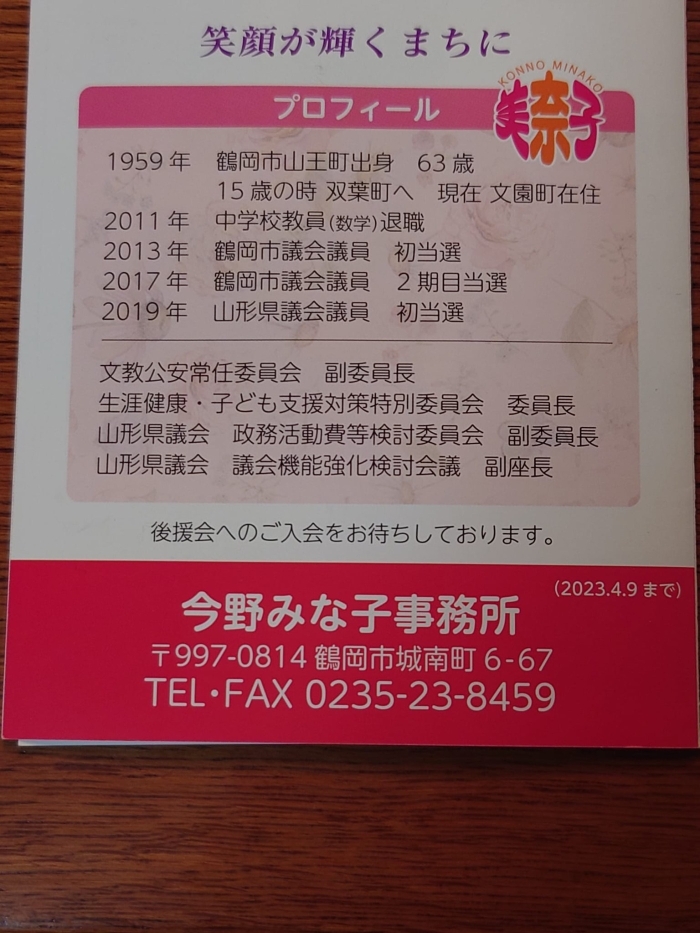 笑顔が輝くまちに
KONNO MINAKO
美奈子
プロフィール
1959年 鶴岡市山王町出身 63歳
15歳の時 双葉町へ 現在 文園町在住
2011年 中学校教員(数学)退職
2013年 鶴岡市議会議員 初当選
2017年 鶴岡市議会議員 2期目当選
2019年 山形県議会議員 初当選
文教公安常任委員会 副委員長
生涯健康・子ども支援対策特別委員会 委員長
山形県議会 政務活動費等検討委員会 副委員長
山形県議会 議会機能強化検討会議 副座長
後援会へのご入会をお待ちしております。
(2023.4.9まで)
今野みな子事務所
〒997-0814 鶴岡市城南町 6-67
TEL・FAX 0235-23-8459